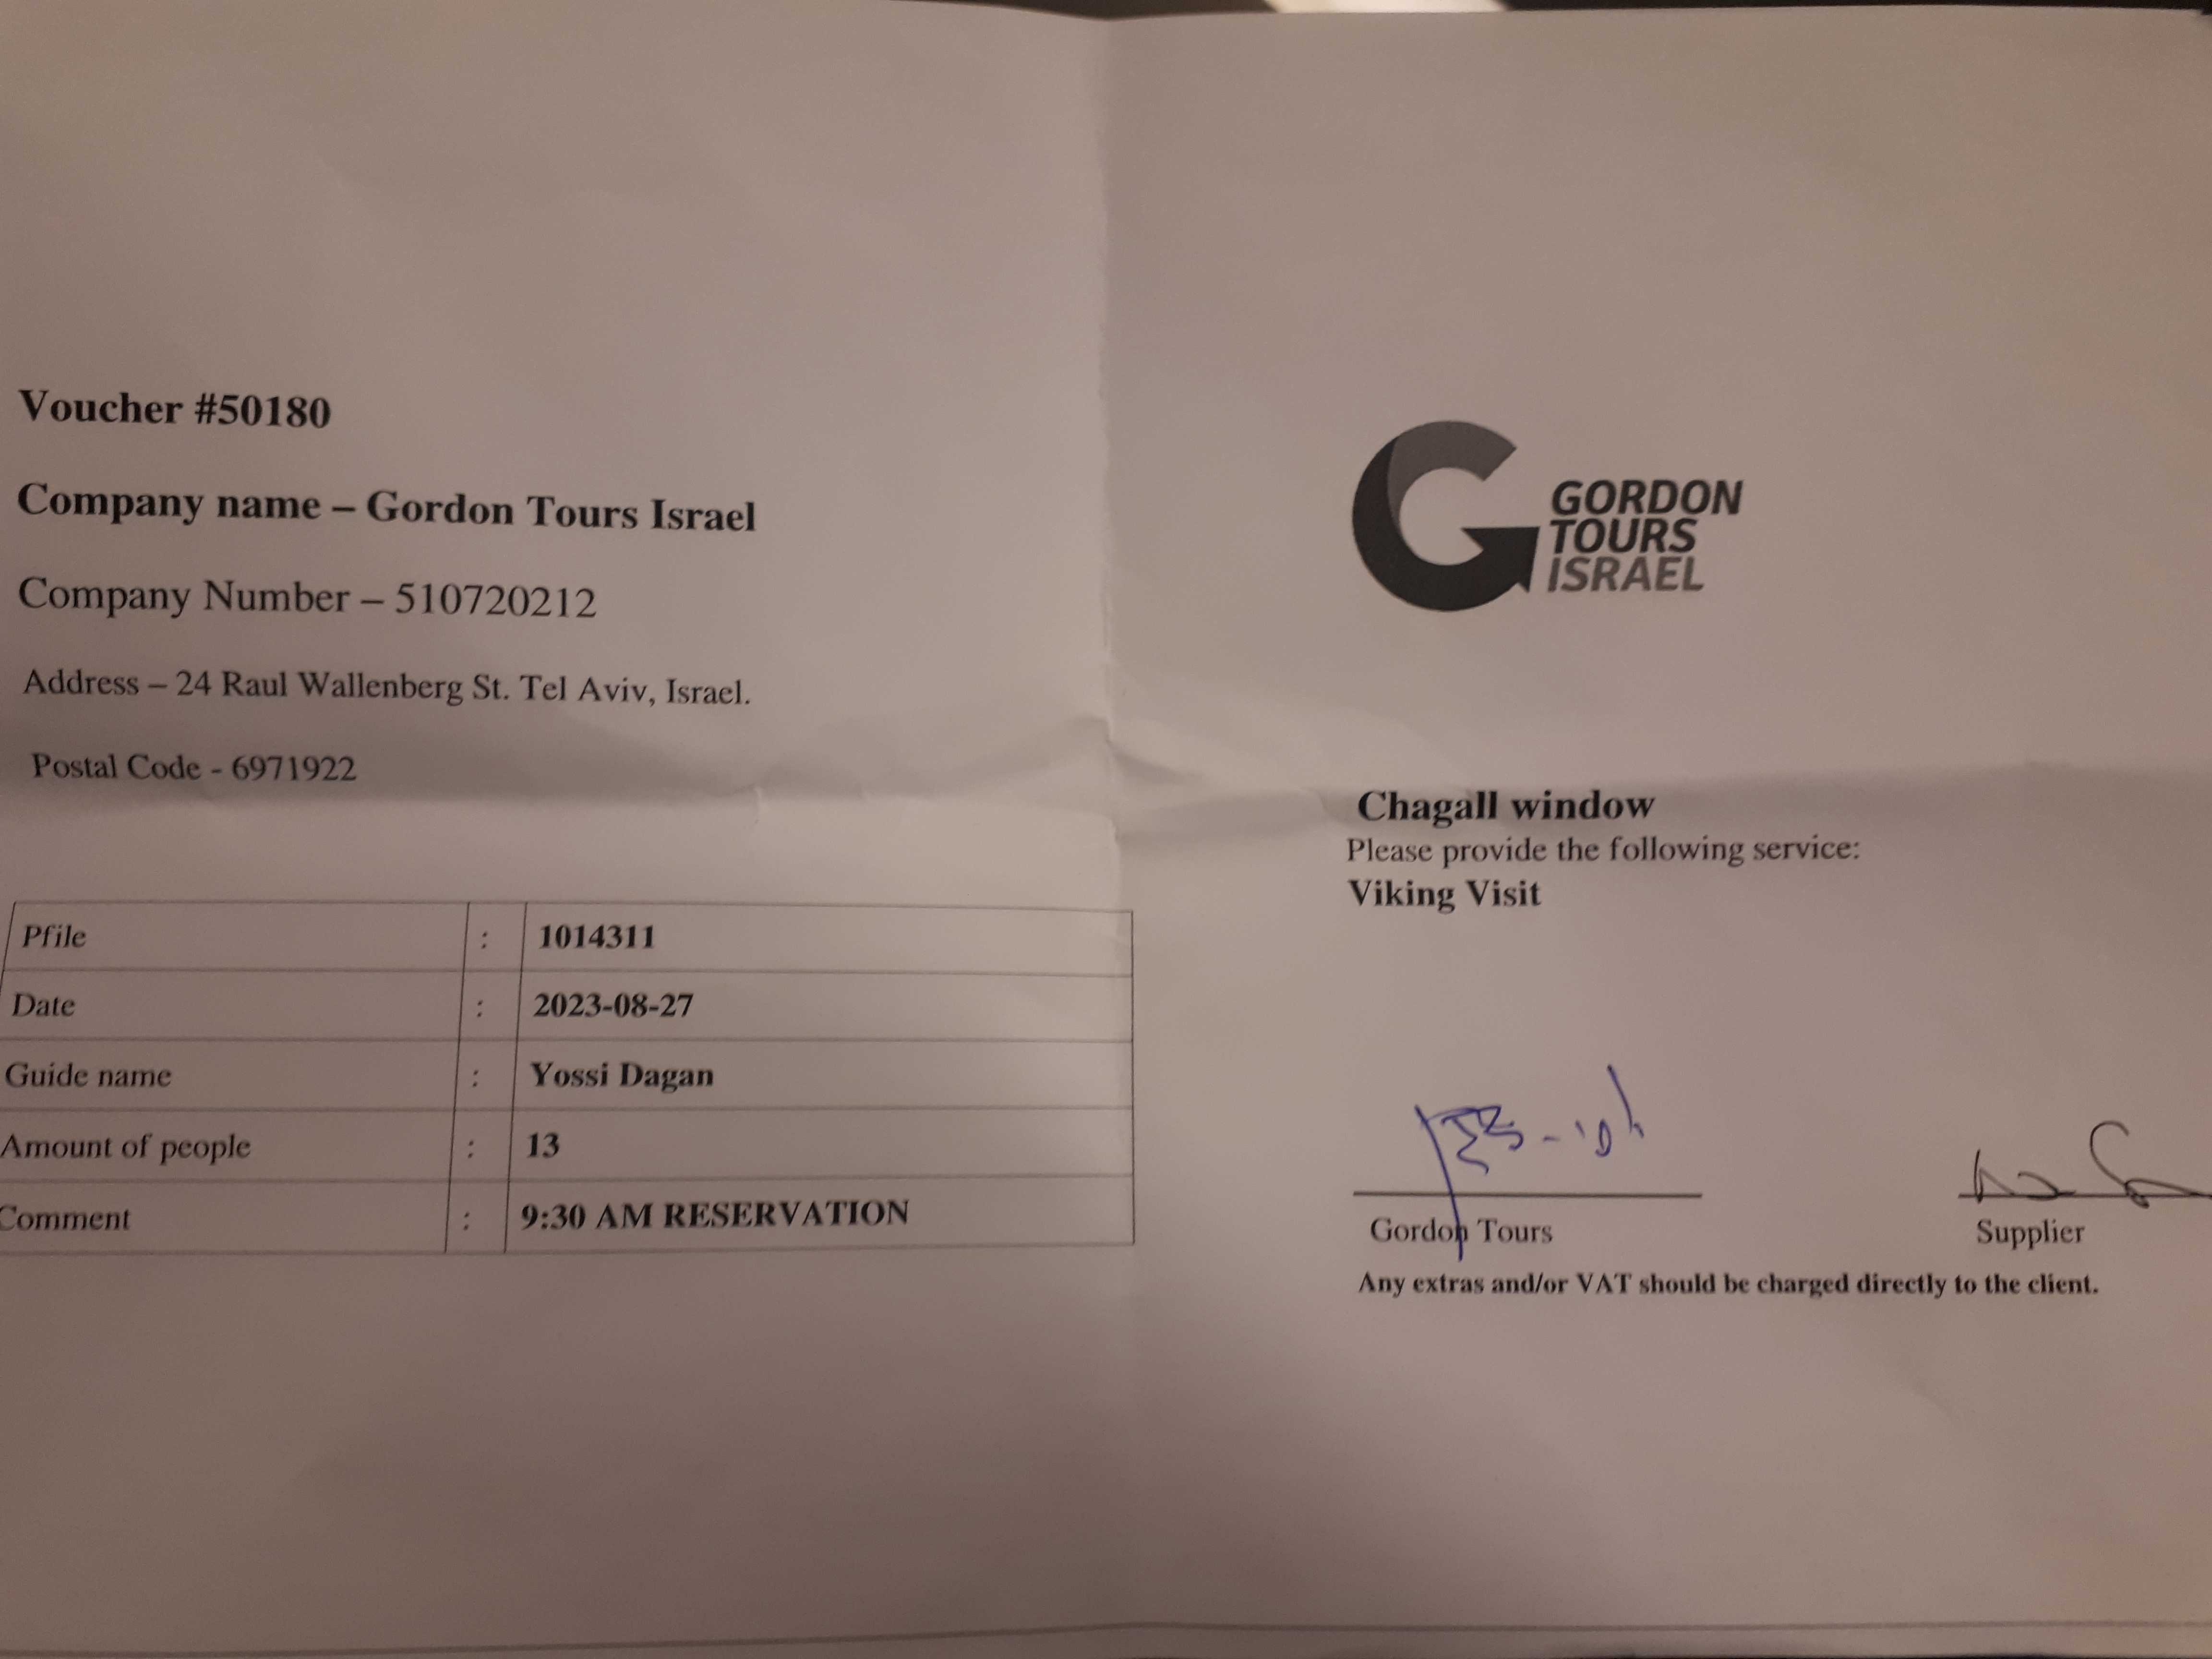 Voucher #50180
Company name – Gordon Tours Israel
Company Number – 510720212
Address – 24 Raul Wallenberg St. Tel Aviv, Israel.
Postal Code - 6971922
Pfile : 1014311
Date : 2023-08-27
Guide name : Yossi Dagan
Amount of people : 13
Comment : 9:30 AM RESERVATION
GORDON
TOURS
ISRAEL
Chagall window
Please provide the following service:
Viking Visit
Gordon Tours
Supplier
Any extras and/or VAT should be charged directly to the client.